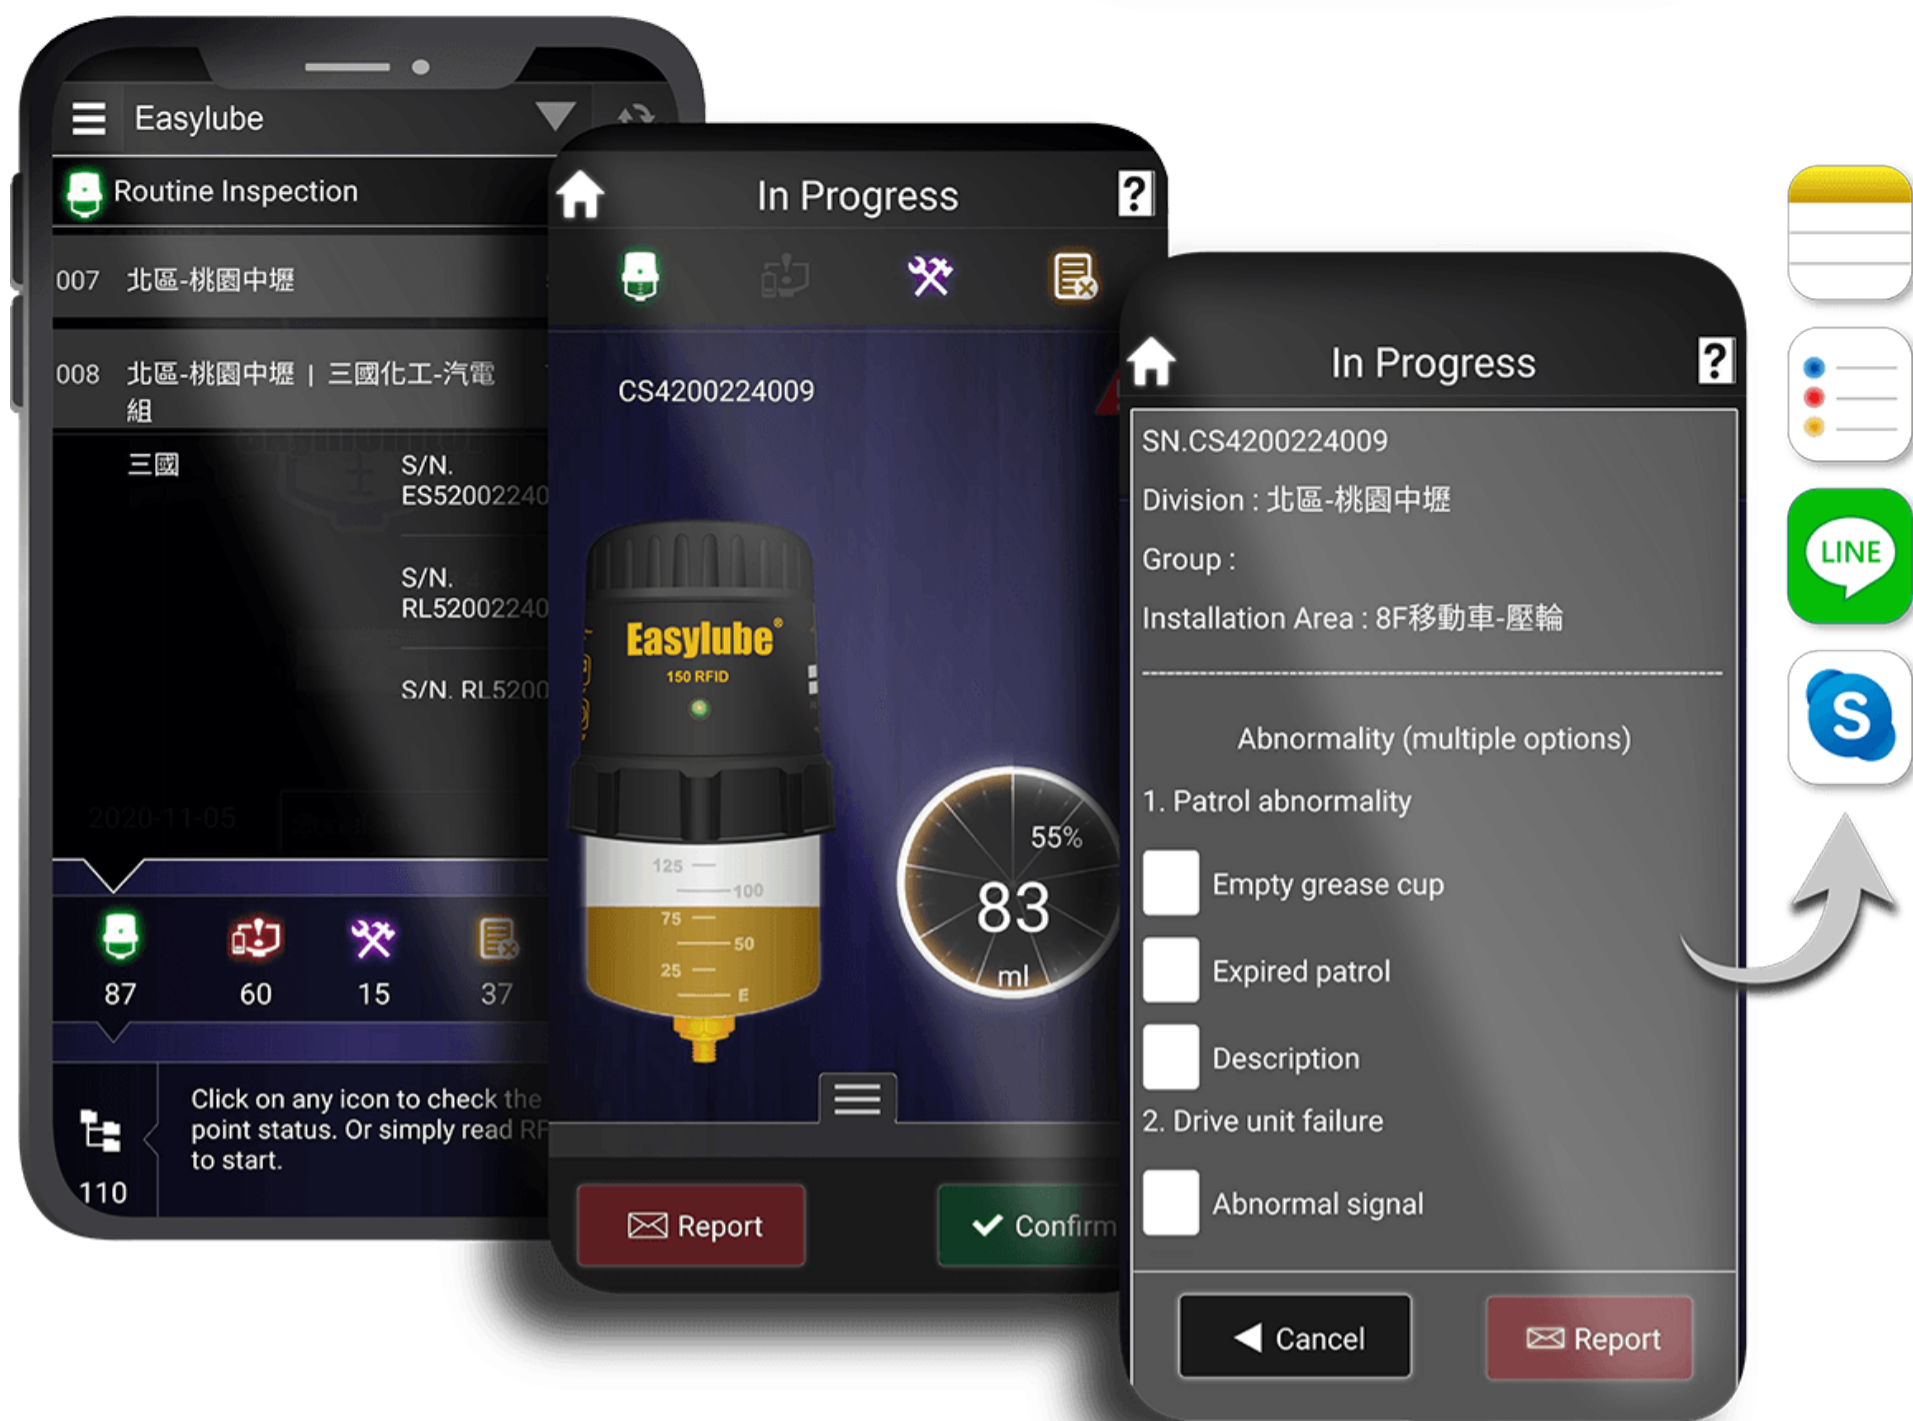 Easylube
Routine Inspection
007 北區-桃園中壢
008 北區-桃園中壢 | 三國化工-汽電
組
三國
S/N.
ES52002240
S/N.
RL52002240
S/N. RL5200
2020-11-05
87 60 15 37
Click on any icon to check the
point status. Or simply read RF
to start.
110
In Progress
?
CS4200224009
Easylube®
150 RFID
125
100
75
50
25
E
55%
83
ml
Report
Confirm
In Progress
?
SN.CS4200224009
Division : 北區-桃園中壢
Group :
Installation Area : 8F移動車-壓輪
Abnormality (multiple options)
1. Patrol abnormality
Empty grease cup
Expired patrol
Description
2. Drive unit failure
Abnormal signal
Cancel
Report
LINE
S